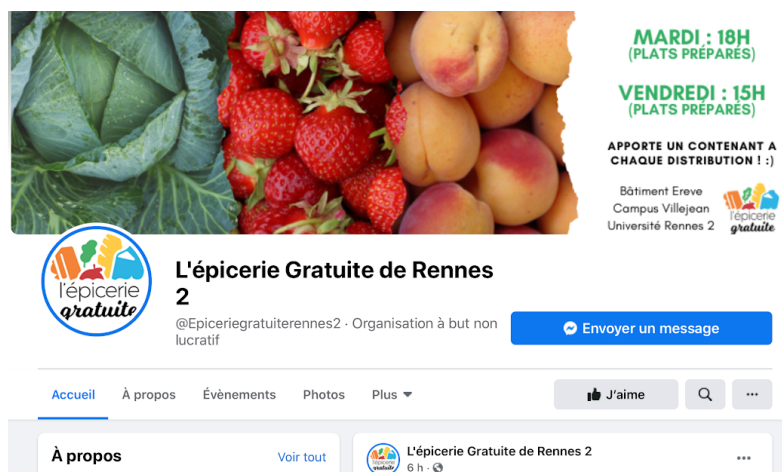 MARDI : 18H
(PLATS PRÉPARÉS)
VENDREDI : 15H
(PLATS PRÉPARÉS)
APPORTE UN CONTENANT A
CHAQUE DISTRIBUTION ! :)
Bâtiment Ereve
Campus Villejean
Université Rennes 2
l'épicerie
gratuite
l'épicerie
gratuite
L'épicerie Gratuite de Rennes
2
@Epiceriegratuiterennes2 · Organisation à but non
lucratif
Envoyer un message
Accueil
À propos
Évènements
Photos
Plus
J'aime
À propos
Voir tout
l'épicerie
gratuite
L'épicerie Gratuite de Rennes 2
6 h ·